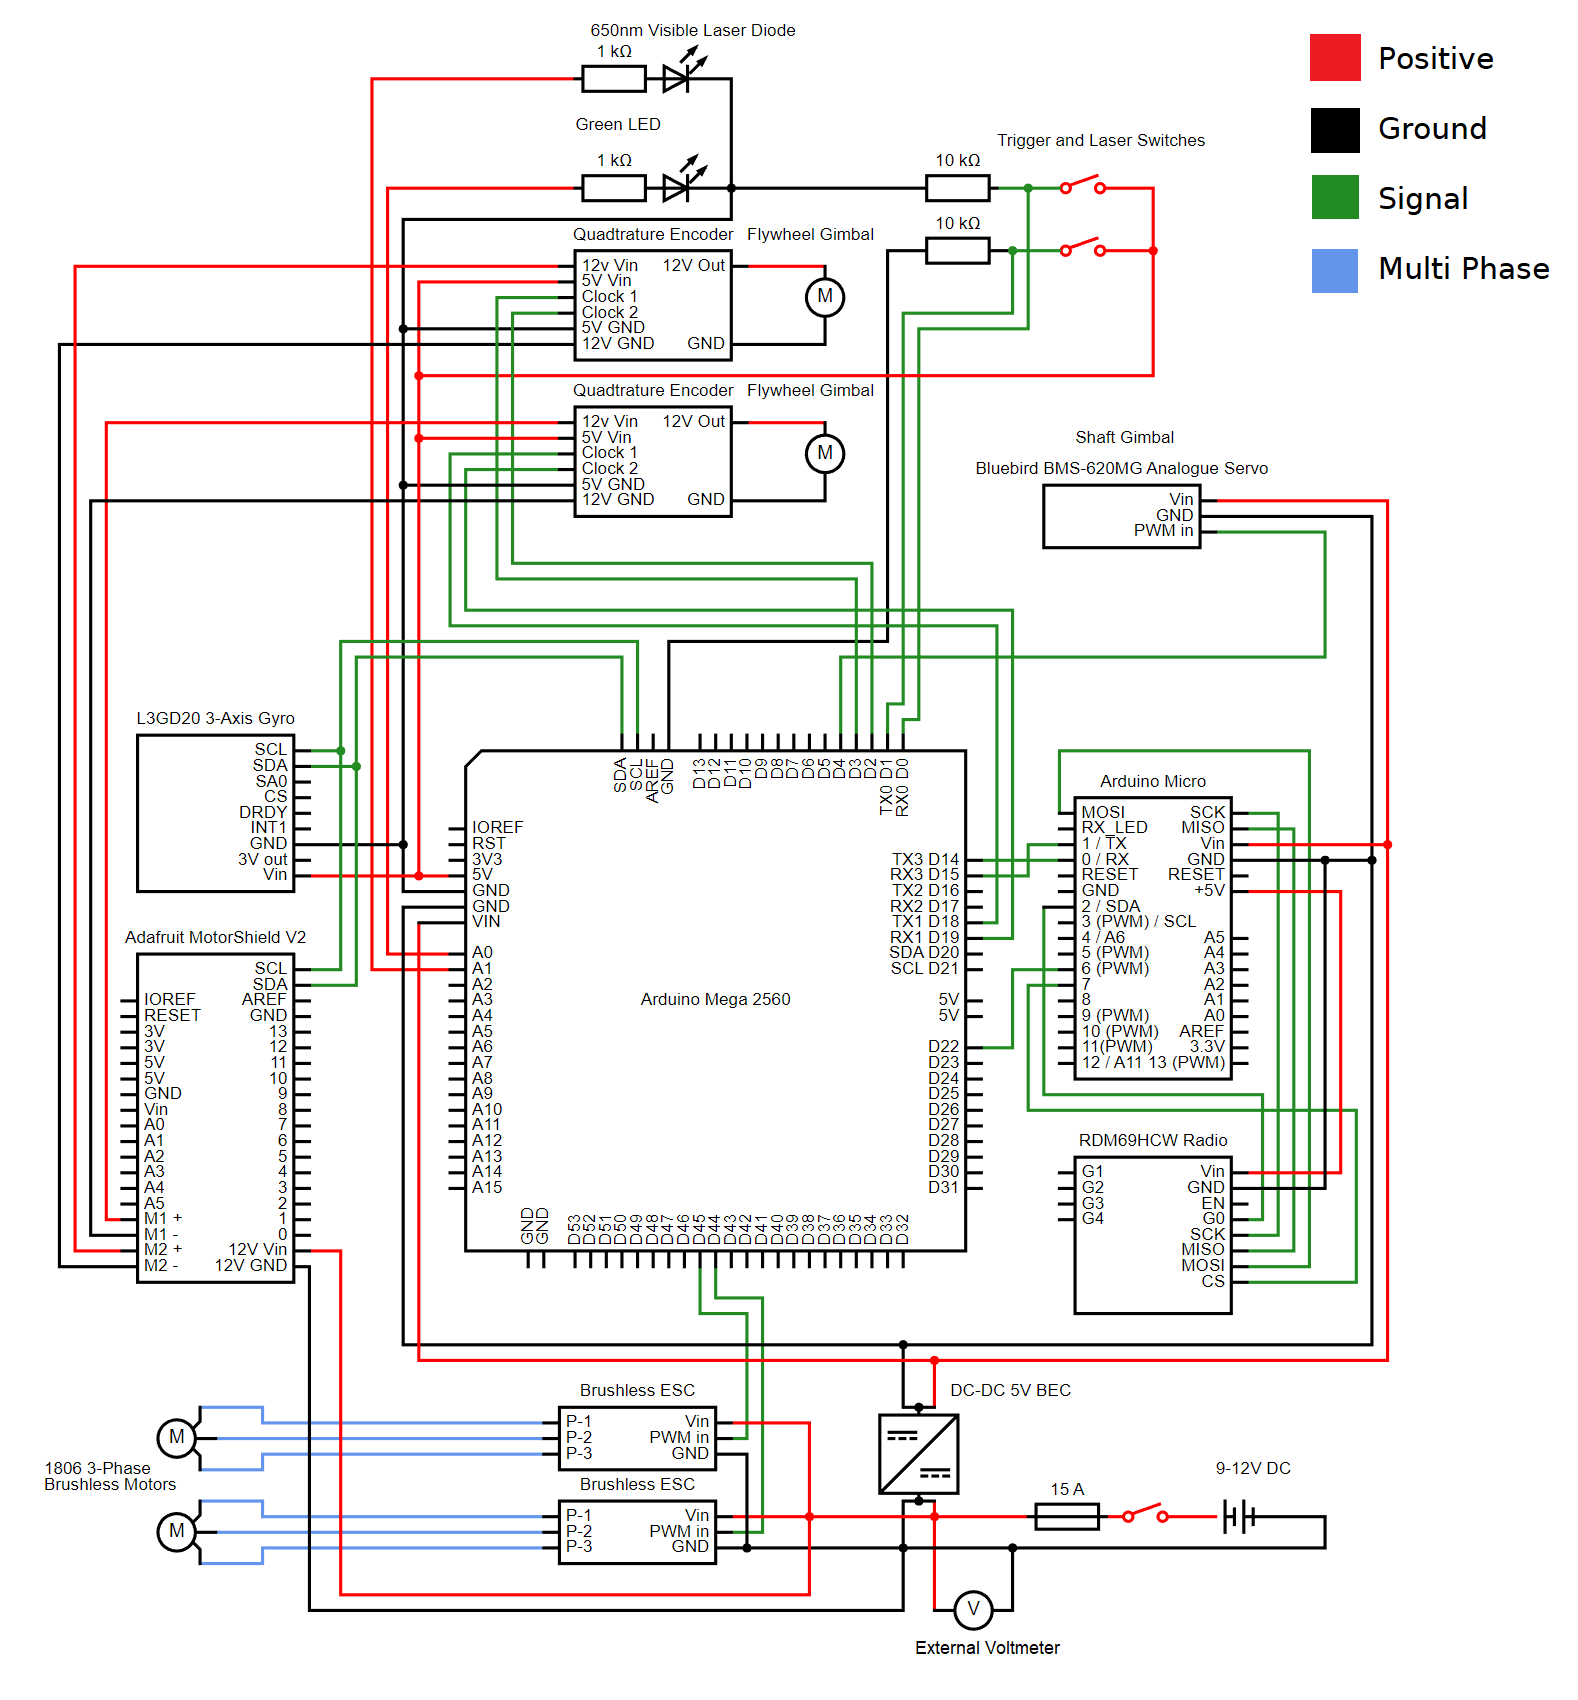 650nm Visible Laser Diode
1 kΩ
Green LED
1 kΩ
Positive
Ground
Signal
Multi Phase
Trigger and Laser Switches
10 kΩ
10 kΩ
Quadtrature Encoder Flywheel Gimbal
12v Vin 12V Out
5V Vin
Clock 1
Clock 2
5V GND
12V GND GND
M
Quadtrature Encoder Flywheel Gimbal
12v Vin 12V Out
5V Vin
Clock 1
Clock 2
5V GND
12V GND GND
M
Shaft Gimbal
Bluebird BMS-620MG Analogue Servo
Vin
GND
PWM in
L3GD20 3-Axis Gyro
SCL
SDA
SA0
CS
DRDY
INT1
GND
3V out
Vin
Adafruit MotorShield V2
SCL
SDA
IOREF AREF
RESET GND
3V 13
3V 12
5V 11
5V 10
GND 9
Vin 8
A0 7
A1 6
A2 5
A3 4
A4 3
A5 2
M1 + 1
M1 - 0
M2 + 12V Vin
M2 - 12V GND
Arduino Mega 2560
SDA
SCL
AREF
GND
D13
D12
D11
D10
D9
D8
D7
D6
D5
D4
D3
D2
TX0 D1
RX0 D0
IOREF
RST
3V3
5V
GND
GND
VIN
A0
A1
A2
A3
A4
A5
A6
A7
A8
A9
A10
A11
A12
A13
A14
A15
TX3 D14
RX3 D15
TX2 D16
RX2 D17
TX1 D18
RX1 D19
SDA D20
SCL D21
5V
5V
D22
D23
D24
D25
D26
D27
D28
D29
D30
D31
GND
GND
D53
D52
D51
D50
D49
D48
D47
D46
D45
D44
D43
D42
D41
D40
D39
D38
D37
D36
D35
D34
D33
D32
Arduino Micro
MOSI SCK
RX_LED MISO
1 / TX Vin
0 / RX GND
RESET RESET
GND +5V
2 / SDA
3 (PWM) / SCL
4 / A6 A5
5 (PWM) A4
6 (PWM) A3
7 A2
8 A1
9 (PWM) A0
10 (PWM) AREF
11(PWM) 3.3V
12 / A11 13 (PWM)
RDM69HCW Radio
G1 Vin
G2 GND
G3 EN
G4 G0
SCK
MISO
MOSI
CS
Brushless ESC
P-1 Vin
P-2 PWM in
P-3 GND
M
1806 3-Phase
Brushless Motors
Brushless ESC
P-1 Vin
P-2 PWM in
P-3 GND
M
DC-DC 5V BEC
15 A
9-12V DC
V
External Voltmeter